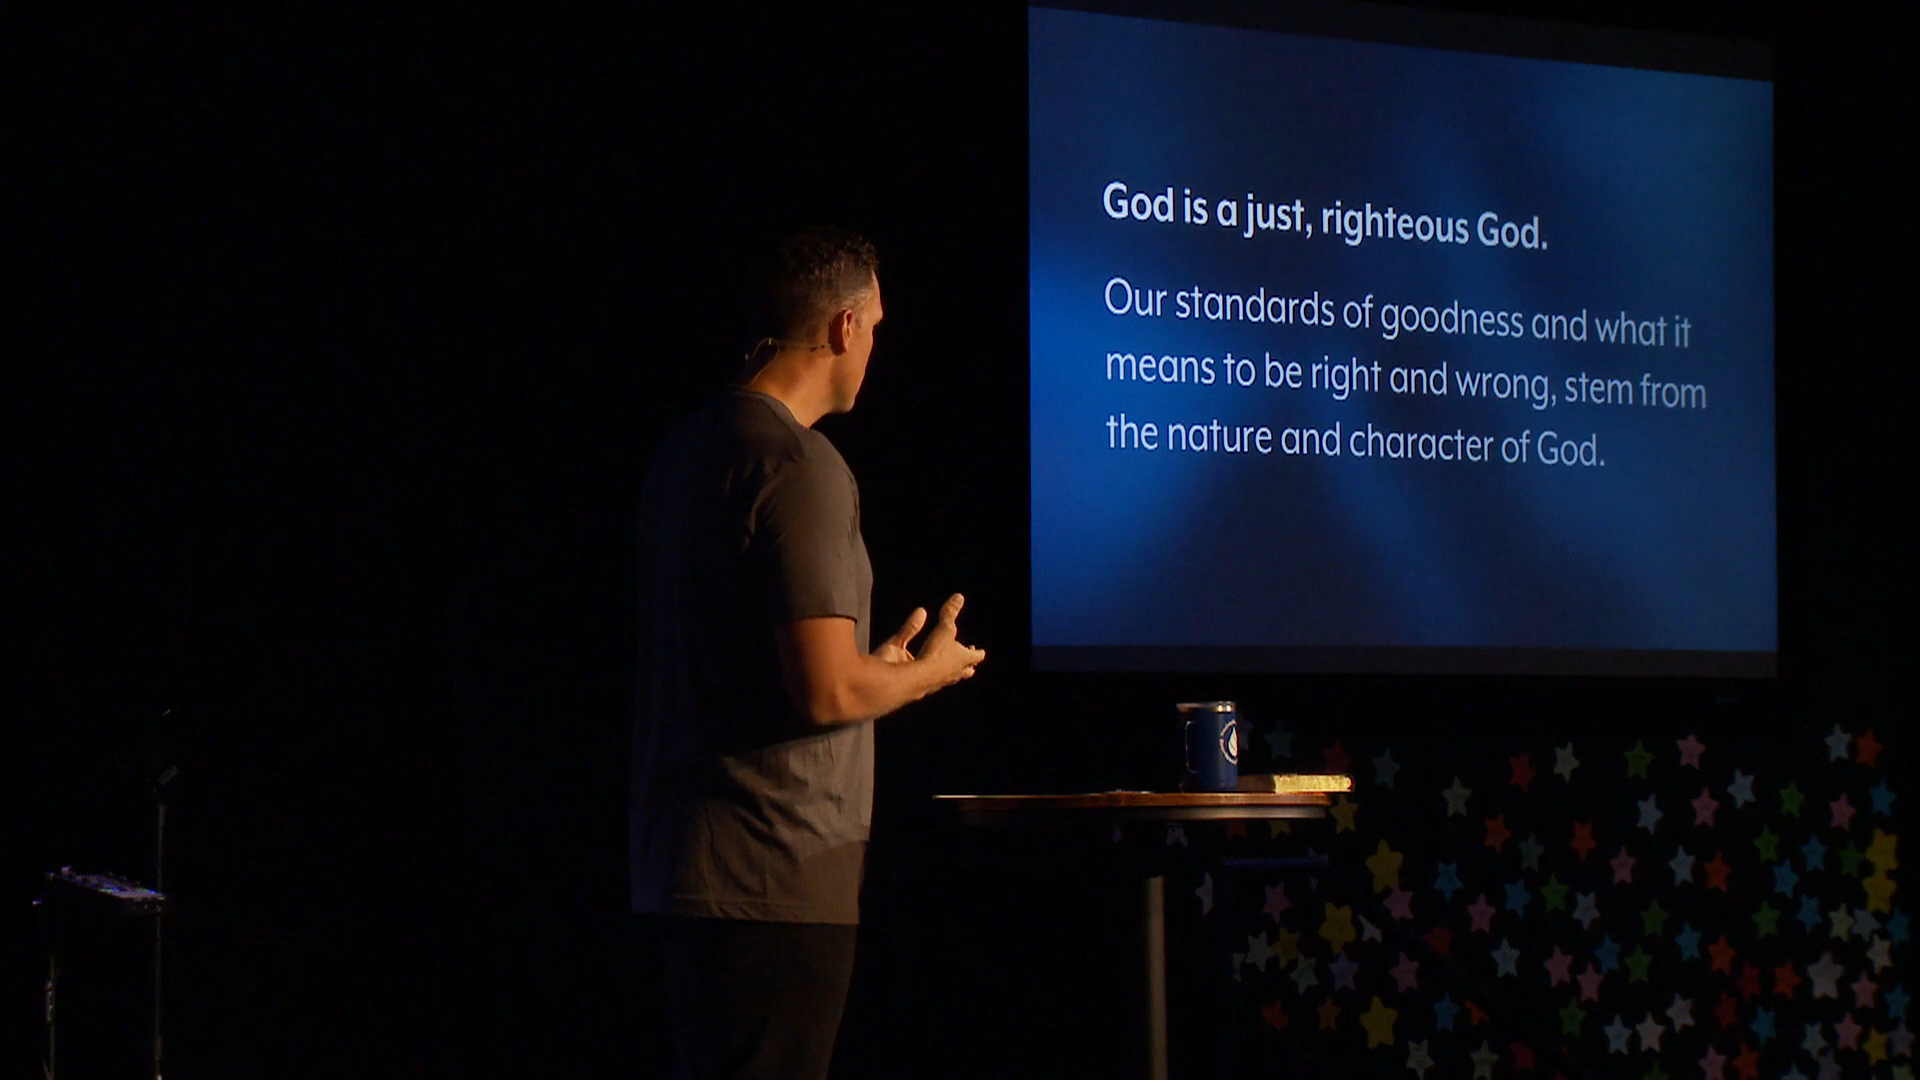 God is a just, righteous God.
Our standards of goodness and what it
means to be right and wrong, stem from
the nature and character of God.